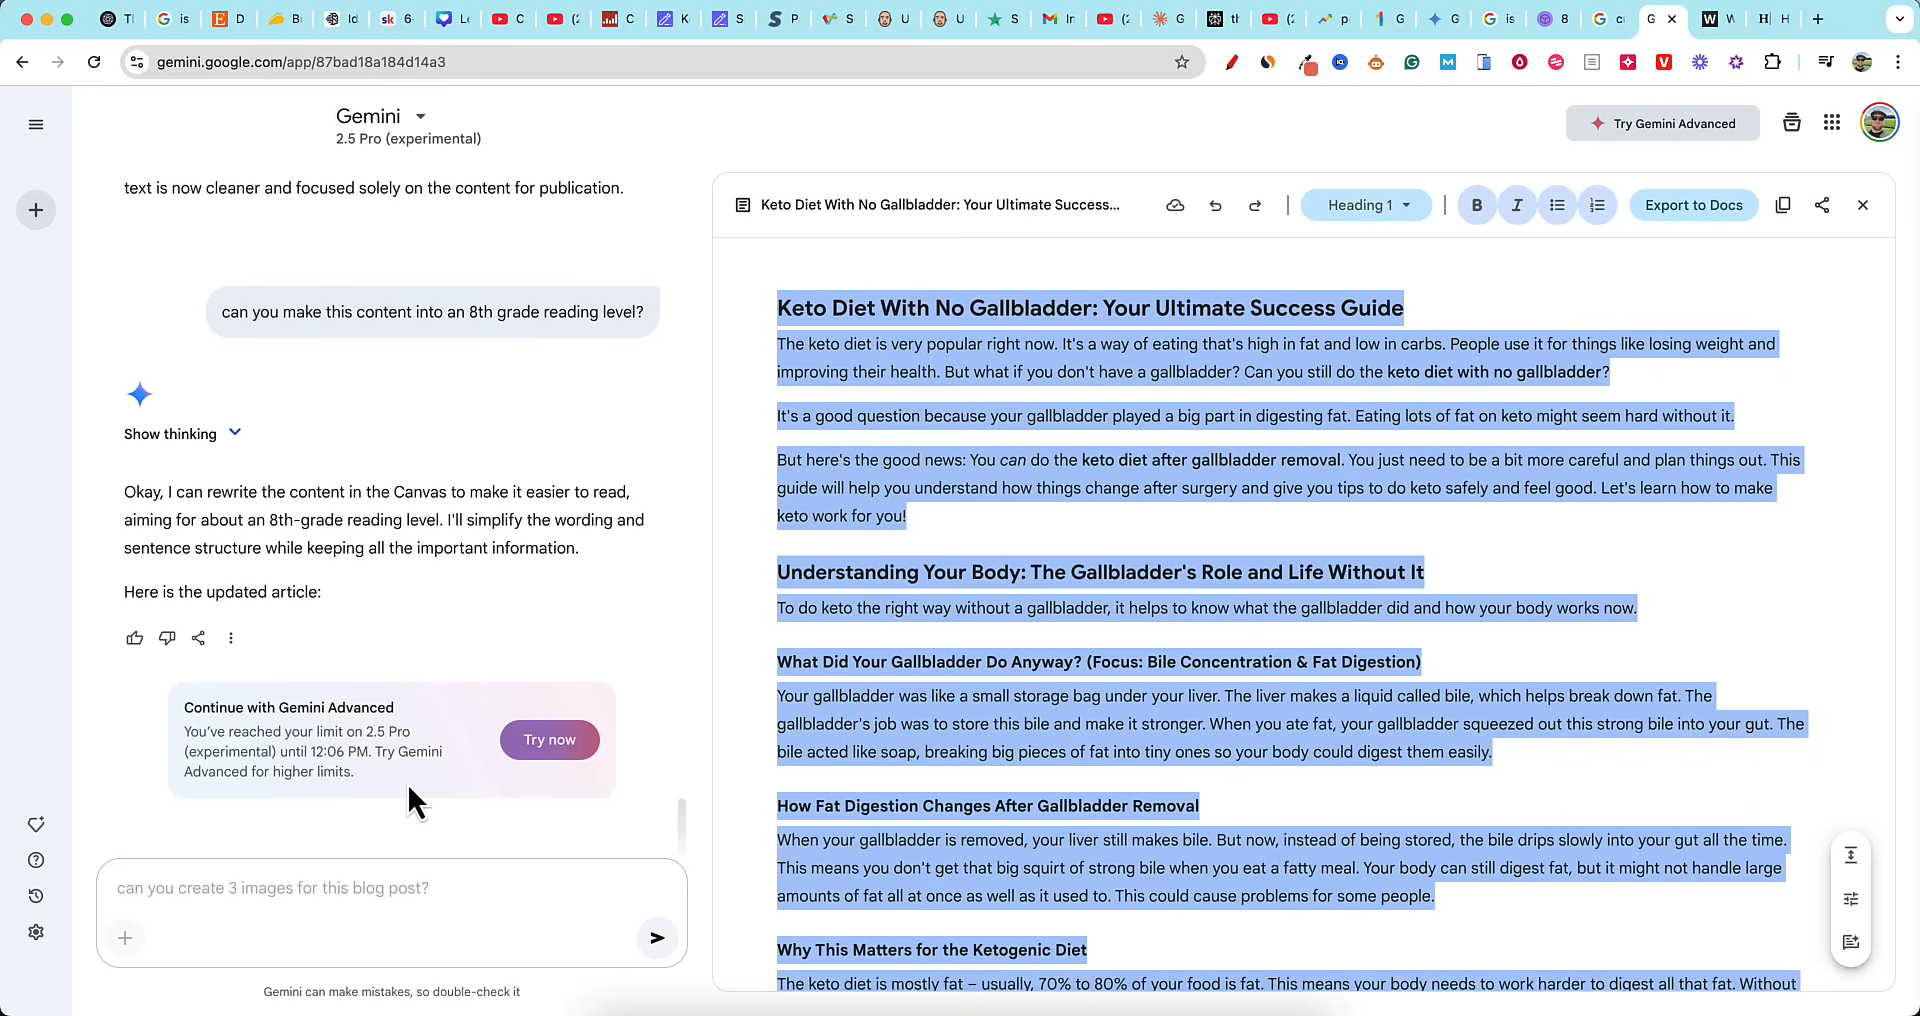 is
D
Id
6
C
(2
C
K
S
P
S
U
U
S
Ir
(2
G
th
(2
p
G
G
is
8
c
G
W
H
gemini.google.com/app/87bad18a184d14a3
Gemini
2.5 Pro (experimental)
Try Gemini Advanced
text is now cleaner and focused solely on the content for publication.
can you make this content into an 8th grade reading level?
Show thinking
Okay, I can rewrite the content in the Canvas to make it easier to read,
aiming for about an 8th-grade reading level. I'll simplify the wording and
sentence structure while keeping all the important information.
Here is the updated article:
Continue with Gemini Advanced
You've reached your limit on 2.5 Pro
(experimental) until 12:06 PM. Try Gemini
Advanced for higher limits.
Try now
can you create 3 images for this blog post?
Gemini can make mistakes, so double-check it
Keto Diet With No Gallbladder: Your Ultimate Success...
Heading 1
B
I
Export to Docs
Keto Diet With No Gallbladder: Your Ultimate Success Guide
The keto diet is very popular right now. It's a way of eating that's high in fat and low in carbs. People use it for things like losing weight and
improving their health. But what if you don't have a gallbladder? Can you still do the keto diet with no gallbladder?
It's a good question because your gallbladder played a big part in digesting fat. Eating lots of fat on keto might seem hard without it.
But here's the good news: You can do the keto diet after gallbladder removal. You just need to be a bit more careful and plan things out. This
guide will help you understand how things change after surgery and give you tips to do keto safely and feel good. Let's learn how to make
keto work for you!
Understanding Your Body: The Gallbladder's Role and Life Without It
To do keto the right way without a gallbladder, it helps to know what the gallbladder did and how your body works now.
What Did Your Gallbladder Do Anyway? (Focus: Bile Concentration & Fat Digestion)
Your gallbladder was like a small storage bag under your liver. The liver makes a liquid called bile, which helps break down fat. The
gallbladder's job was to store this bile and make it stronger. When you ate fat, your gallbladder squeezed out this strong bile into your gut. The
bile acted like soap, breaking big pieces of fat into tiny ones so your body could digest them easily.
How Fat Digestion Changes After Gallbladder Removal
When your gallbladder is removed, your liver still makes bile. But now, instead of being stored, the bile drips slowly into your gut all the time.
This means you don't get that big squirt of strong bile when you eat a fatty meal. Your body can still digest fat, but it might not handle large
amounts of fat all at once as well as it used to. This could cause problems for some people.
Why This Matters for the Ketogenic Diet
The keto diet is mostly fat – usually, 70% to 80% of your food is fat. This means your body needs to work harder to digest all that fat. Without